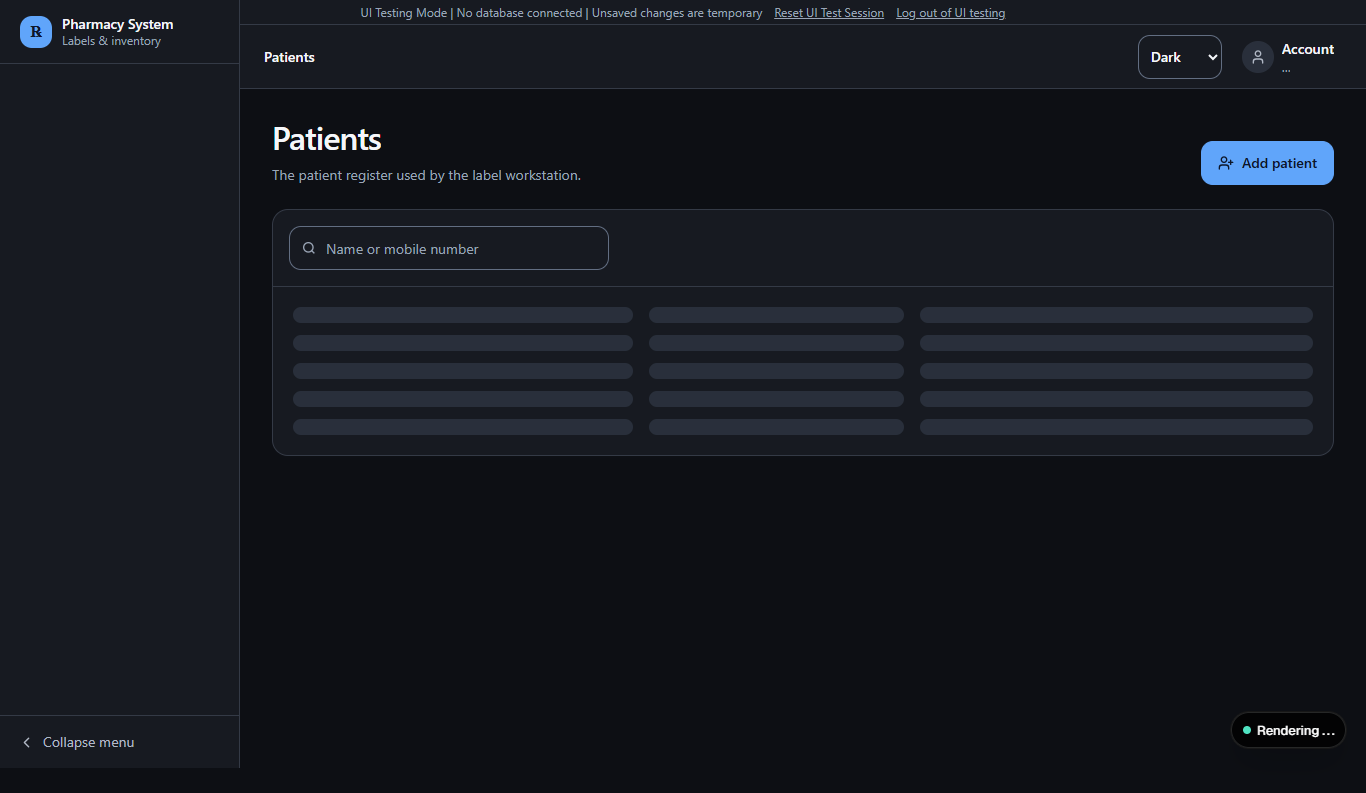 Pharmacy System
Labels & inventory
UI Testing Mode | No database connected | Unsaved changes are temporary Reset UI Test Session Log out of UI testing
Patients
Dark
Account
...
Patients
The patient register used by the label workstation.
Add patient
Name or mobile number
Collapse menu
Rendering ...